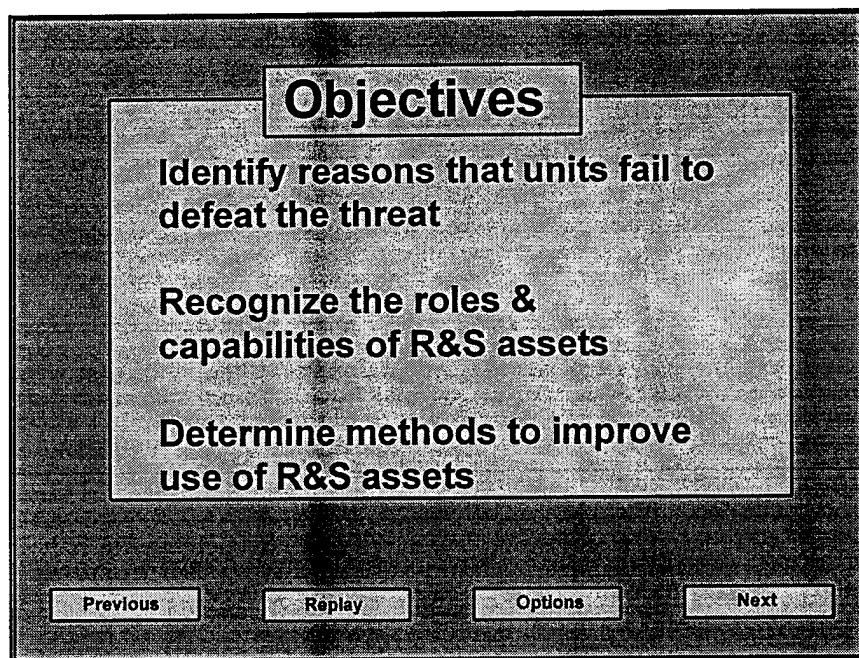 Objectives
Identify reasons that units fail to
defeat the threat
Recognize the roles &
capabilities of R&S assets
Determine methods to improve
use of R&S assets
Previous
Replay
Options
Next